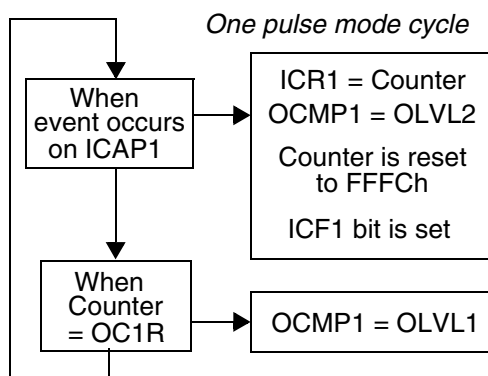 One pulse mode cycle
When
event occurs
on ICAP1
ICR1 = Counter
OCMP1 = OLVL2
Counter is reset
to FFFCh
ICF1 bit is set
When
Counter
= OC1R
OCMP1 = OLVL1